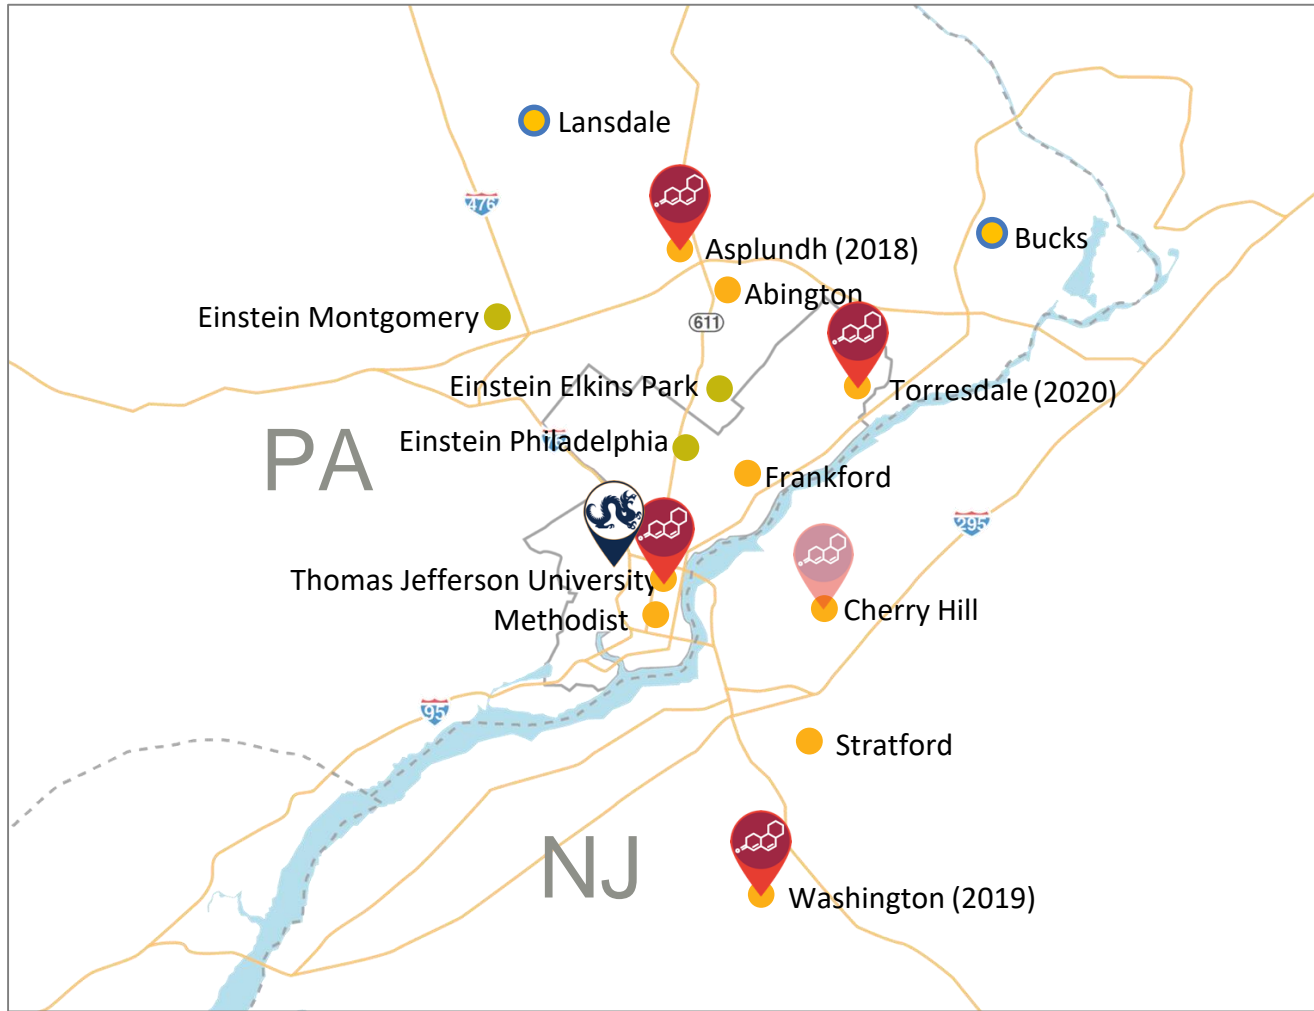 Lansdale
476
Bucks
Asplundh (2018)
Abington
Einstein Montgomery
611
Einstein Elkins Park
Torresdale (2020)
Einstein Philadelphia
PA
Frankford
295
Thomas Jefferson University
Cherry Hill
Methodist
95
Stratford
NJ
Washington (2019)